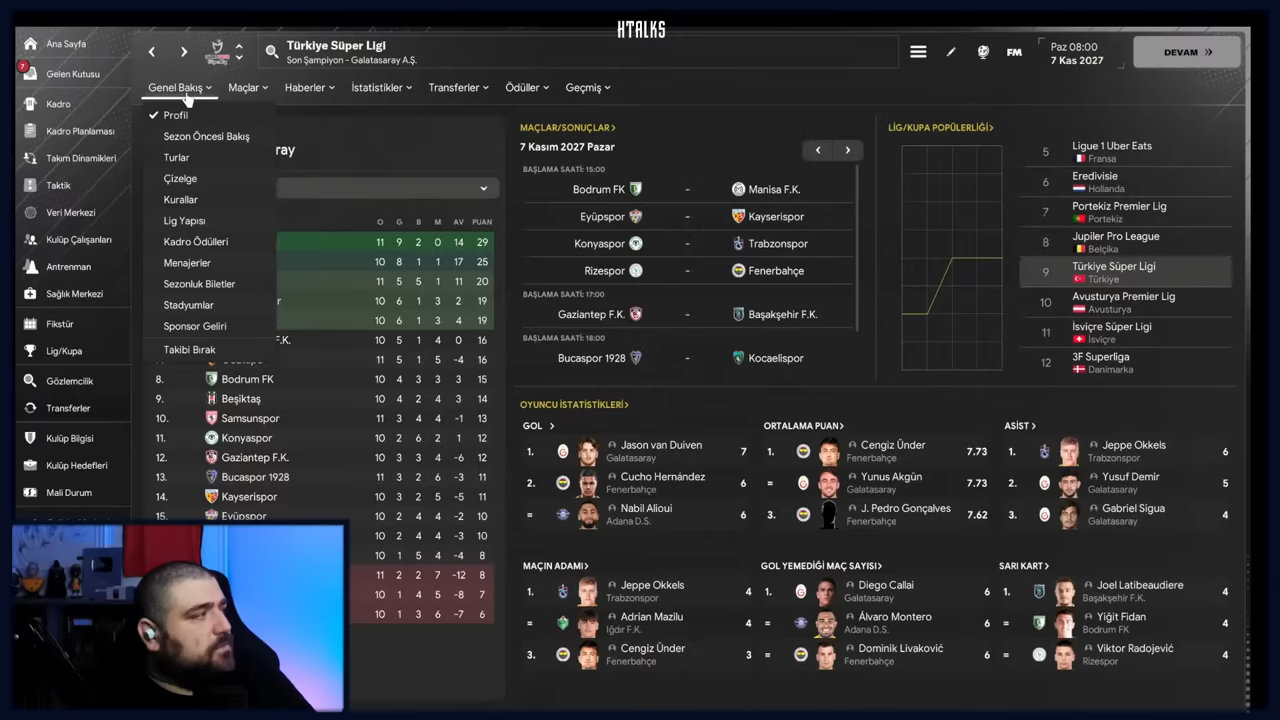 HTALKS
Ana Sayfa
7
Gelen Kutusu
Kadro
Kadro Planlaması
Takım Dinamikleri
Taktik
Veri Merkezi
Kulüp Çalışanları
Antrenman
Sağlık Merkezi
Fikstür
Lig/Kupa
Gözlemcilik
Transferler
Kulüp Bilgisi
Kulüp Hedefleri
Mali Durum
Türkiye Süper Ligi
Son Şampiyon - Galatasaray A.Ş.
FM
Paz 08:00
7 Kas 2027
DEVAM
Genel Bakış
Maçlar
Haberler
İstatistikler
Transferler
Ödüller
Geçmiş
Profil
Sezon Öncesi Bakış
Turlar
Çizelge
Kurallar
Lig Yapısı
Kadro Ödülleri
Menajerler
Sezonluk Biletler
Stadyumlar
Sponsor Geliri
Takibi Bırak
ray
O G B M AV PUAN
11 9 2 0 14 29
10 8 1 1 17 25
11 5 5 1 11 20
10 6 1 3 2 19
10 6 1 3 4 19
F.K. 10 5 1 4 0 16
11 5 1 5 -4 16
8. Bodrum FK 10 4 3 3 3 15
9. Beşiktaş 10 4 2 4 3 14
10. Samsunspor 11 3 4 4 -1 13
11. Konyaspor 10 2 6 2 1 12
12. Gaziantep F.K. 10 3 3 4 -6 12
13. Bucaspor 1928 11 3 2 6 -3 11
14. Kayserispor 10 3 2 5 -5 11
15. Eyüpspor 10 2 4 4 -2 10
10 2 4 4 -3 10
10 1 5 4 -4 8
11 2 2 7 -12 8
10 1 4 5 -8 7
10 1 3 6 -7 6
MAÇLAR/SONUÇLAR
7 Kasım 2027 Pazar
BAŞLAMA SAATİ: 15:00
Bodrum FK - Manisa F.K.
Eyüpspor - Kayserispor
Konyaspor - Trabzonspor
Rizespor - Fenerbahçe
BAŞLAMA SAATİ: 17:00
Gaziantep F.K. - Başakşehir F.K.
BAŞLAMA SAATİ: 18:00
Bucaspor 1928 - Kocaelispor
LİG/KUPA POPÜLERLİĞİ
5 Ligue 1 Uber Eats
Fransa
6 Eredivisie
Hollanda
7 Portekiz Premier Lig
Portekiz
8 Jupiler Pro League
Belçika
9 Türkiye Süper Ligi
Türkiye
10 Avusturya Premier Lig
Avusturya
11 İsviçre Süper Ligi
İsviçre
12 3F Superliga
Danimarka
OYUNCU İSTATİSTİKLERİ
GOL
1. Jason van Duiven 7
Galatasaray
2. Cucho Hernández 6
Fenerbahçe
= Nabil Alioui 6
Adana D.S.
ORTALAMA PUAN
1. Cengiz Ünder 7.73
Fenerbahçe
= Yunus Akgün 7.73
Galatasaray
3. J. Pedro Gonçalves 7.62
Fenerbahçe
ASİST
1. Jeppe Okkels 6
Trabzonspor
2. Yusuf Demir 5
Galatasaray
3. Gabriel Sigua 4
Galatasaray
MAÇIN ADAMI
1. Jeppe Okkels 4
Trabzonspor
= Adrian Mazilu 4
Iğdır F.K.
3. Cengiz Ünder 3
Fenerbahçe
GOL YEMEDİĞİ MAÇ SAYISI
1. Diego Callai 6
Galatasaray
= Álvaro Montero 6
Adana D.S.
= Dominik Livaković 6
Fenerbahçe
SARI KART
1. Joel Latibeaudiere 4
Başakşehir F.K.
= Yiğit Fidan 4
Bodrum FK
= Viktor Radojević 4
Rizespor